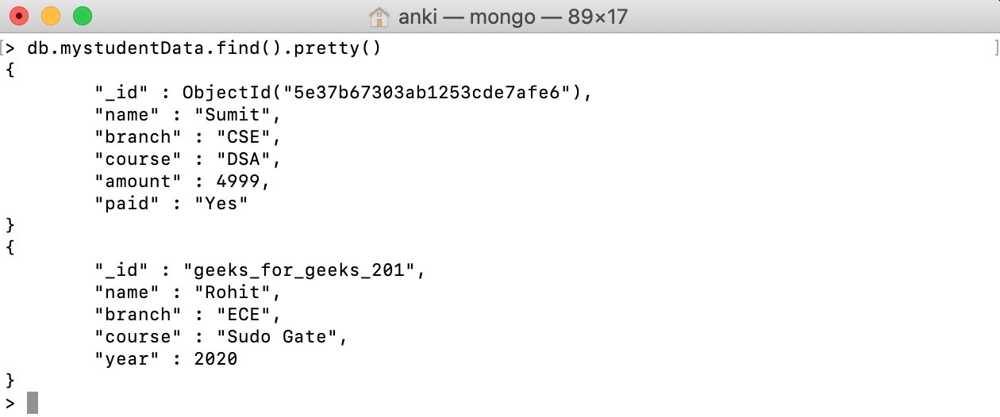 anki — mongo — 89×17
[> db.mystudentData.find().pretty() ]
{
        "_id" : ObjectId("5e37b67303ab1253cde7afe6"),
        "name" : "Sumit",
        "branch" : "CSE",
        "course" : "DSA",
        "amount" : 4999,
        "paid" : "Yes"
}
{
        "_id" : "geeks_for_geeks_201",
        "name" : "Rohit",
        "branch" : "ECE",
        "course" : "Sudo Gate",
        "year" : 2020
}
>